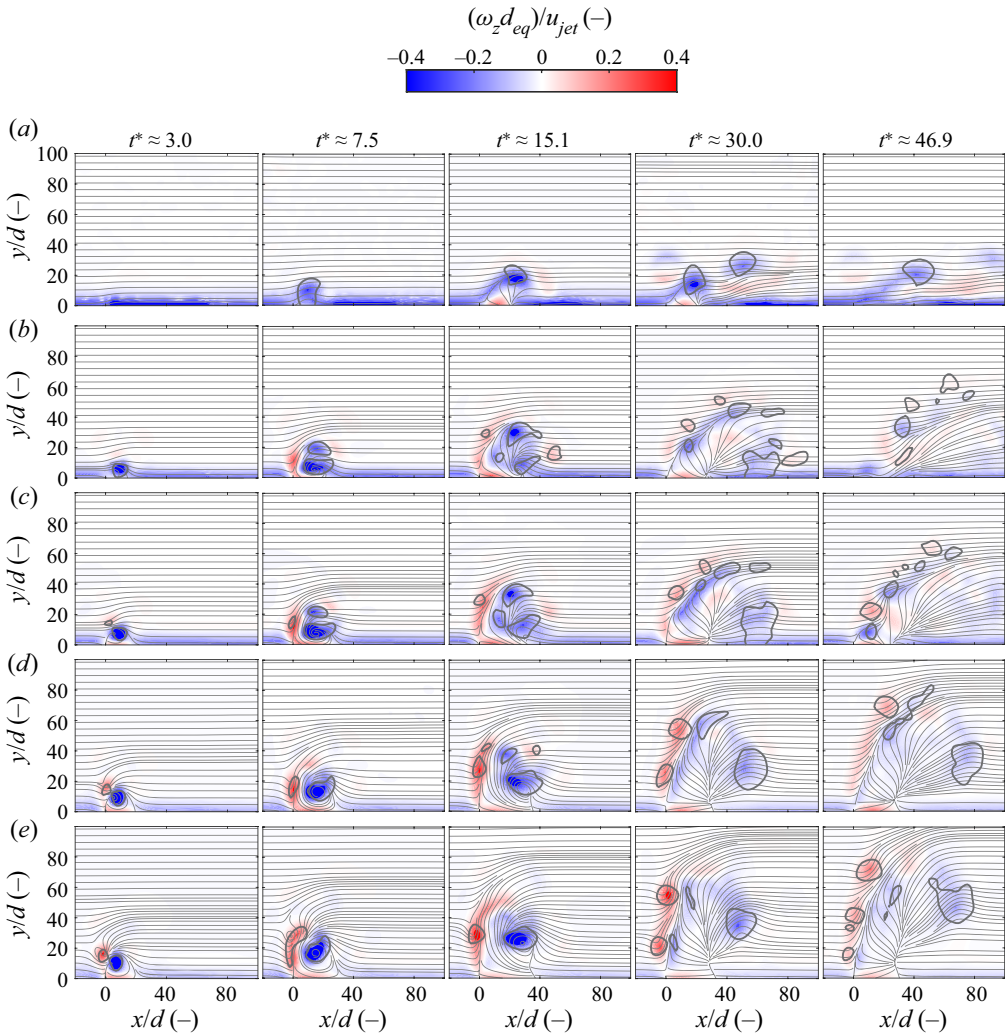 (ω_z d_eq)/u_jet (–)
–0.4 –0.2 0 0.2 0.4
(a)
t* ≈ 3.0 t* ≈ 7.5 t* ≈ 15.1 t* ≈ 30.0 t* ≈ 46.9
100
80
60
40
20
0
y/d (–)
(b)
80
60
40
20
0
y/d (–)
(c)
80
60
40
20
0
y/d (–)
(d)
80
60
40
20
0
y/d (–)
(e)
80
60
40
20
0
y/d (–)
0 40 80 0 40 80 0 40 80 0 40 80 0 40 80
x/d (–) x/d (–) x/d (–) x/d (–) x/d (–)